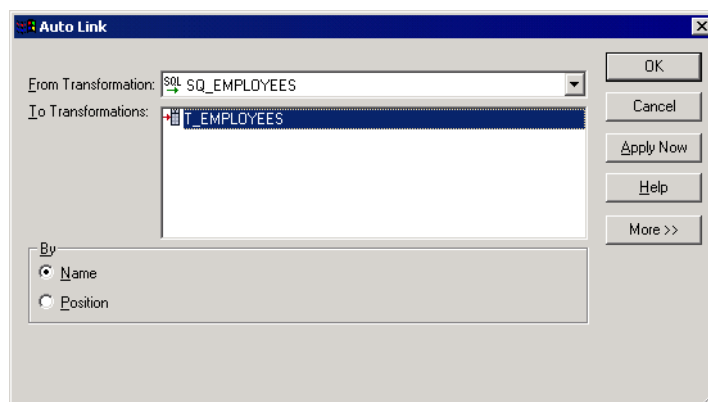 Auto Link
From Transformation: SQL SQ_EMPLOYEES
To Transformations: T_EMPLOYEES
OK
Cancel
Apply Now
Help
More >>
By
Name
Position